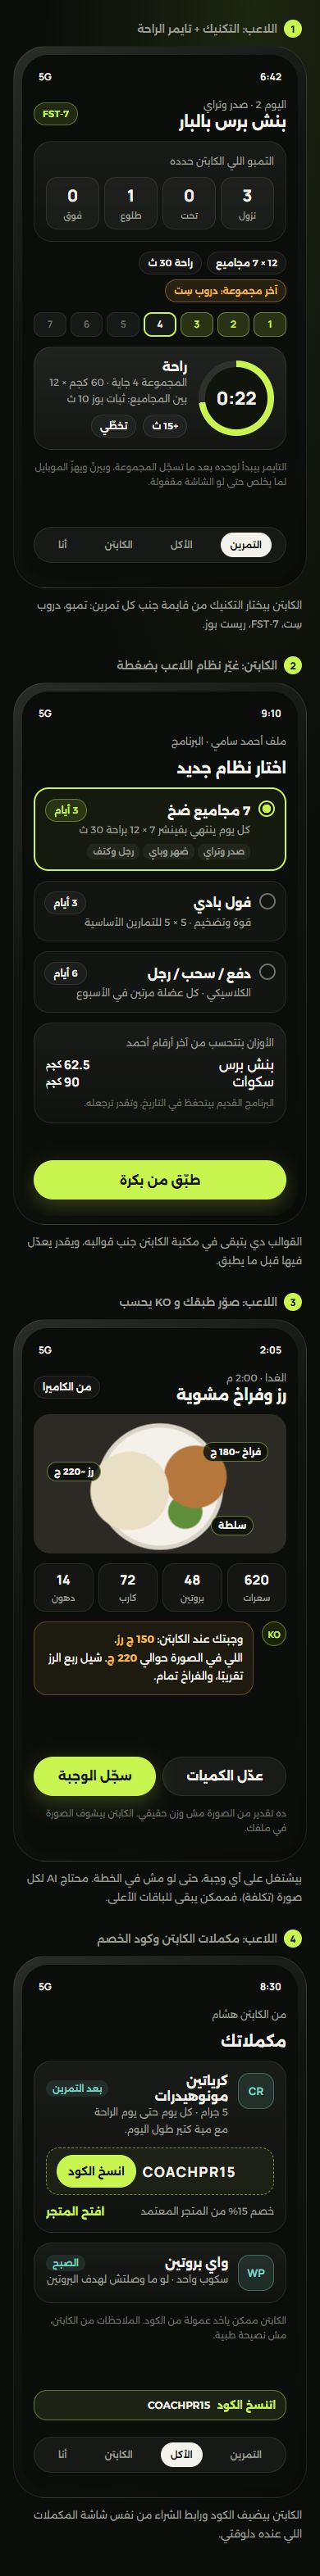 1 اللاعب: التكنيك + تايمر الراحة
6:42 5G
اليوم 2 · صدر وتراي
بنش برس بالبار
FST-7
التمبو اللي الكابتن حدده
3 0 1 0
نزول تحت طلوع فوق
12 × 7 مجاميع
راحة 30 ث
آخر مجموعة: دروب سِت
1 2 3 4 5 6 7
0:22
راحة
المجموعة 4 جاية · 60 كجم × 12
بين المجاميع: ثبات بوز 10 ث
+15 ث
تخطّي
التايمر بيبدأ لوحده بعد ما تسجّل المجموعة، وبيرنّ ويهزّ الموبايل
لما يخلص حتى لو الشاشة مقفولة.
التمرين الأكل الكابتن أنا
الكابتن بيختار التكنيك من قايمة جنب كل تمرين: تمبو، دروب
سِت، FST-7، ريست بوز.
2 الكابتن: غيّر نظام اللاعب بضغطة
9:10 5G
ملف أحمد سامي · البرنامج
اختار نظام جديد
7 مجاميع ضخ
3 أيام
كل يوم ينتهي بفينشر 7 × 12 براحة 30 ث
صدر وتراي ضهر وباي رجل وكتف
فول بادي
3 أيام
قوة وتضخيم · 5 × 5 للتمارين الأساسية
دفع / سحب / رجل
6 أيام
الكلاسيكي · كل عضلة مرتين في الأسبوع
الأوزان بتتحسب من آخر أرقام أحمد
بنش برس 62.5 كجم
سكوات 90 كجم
البرنامج القديم بيتحفظ في التاريخ، وتقدر ترجعله.
طبّق من بكرة
القوالب دي بتبقى في مكتبة الكابتن جنب قوالبه، ويقدر يعدّل
فيها قبل ما يطبق.
3 اللاعب: صوّر طبقك و KO يحسب
2:05 5G
الغدا · 2:00 م
رز وفراخ مشوية
من الكاميرا
فراخ ~180 ج
رز ~220 ج
سلطة
620 48 72 14
سعرات بروتين كارب دهون
KO
وجبتك عند الكابتن: 150 ج رز.
اللي في الصورة حوالي 220 ج. شيل ربع الرز
تقريبًا، والفراخ تمام.
عدّل الكميات
سجّل الوجبة
ده تقدير من الصورة مش وزن حقيقي. الكابتن بيشوف الصورة
في ملفك.
بيشتغل على أي وجبة، حتى لو مش في الخطة. محتاج AI لكل
صورة (تكلفة)، فممكن يبقى للباقات الأعلى.
4 اللاعب: مكملات الكابتن وكود الخصم
8:30 5G
من الكابتن هشام
مكملاتك
CR
كرياتين
مونوهيدرات
بعد التمرين
5 جرام · كل يوم حتى يوم الراحة
مع مية كتير طول اليوم.
COACHPR15
انسخ الكود
خصم 15% من المتجر المعتمد
افتح المتجر
WP
واي بروتين
الصبح
سكوب واحد · لو ما وصلتش لهدف البروتين
الكابتن ممكن ياخد عمولة من الكود. الملاحظات من الكابتن،
مش نصيحة طبية.
اتنسخ الكود COACHPR15
التمرين الأكل الكابتن أنا
الكابتن بيضيف الكود ورابط الشراء من نفس شاشة المكملات
اللي عنده دلوقتي.